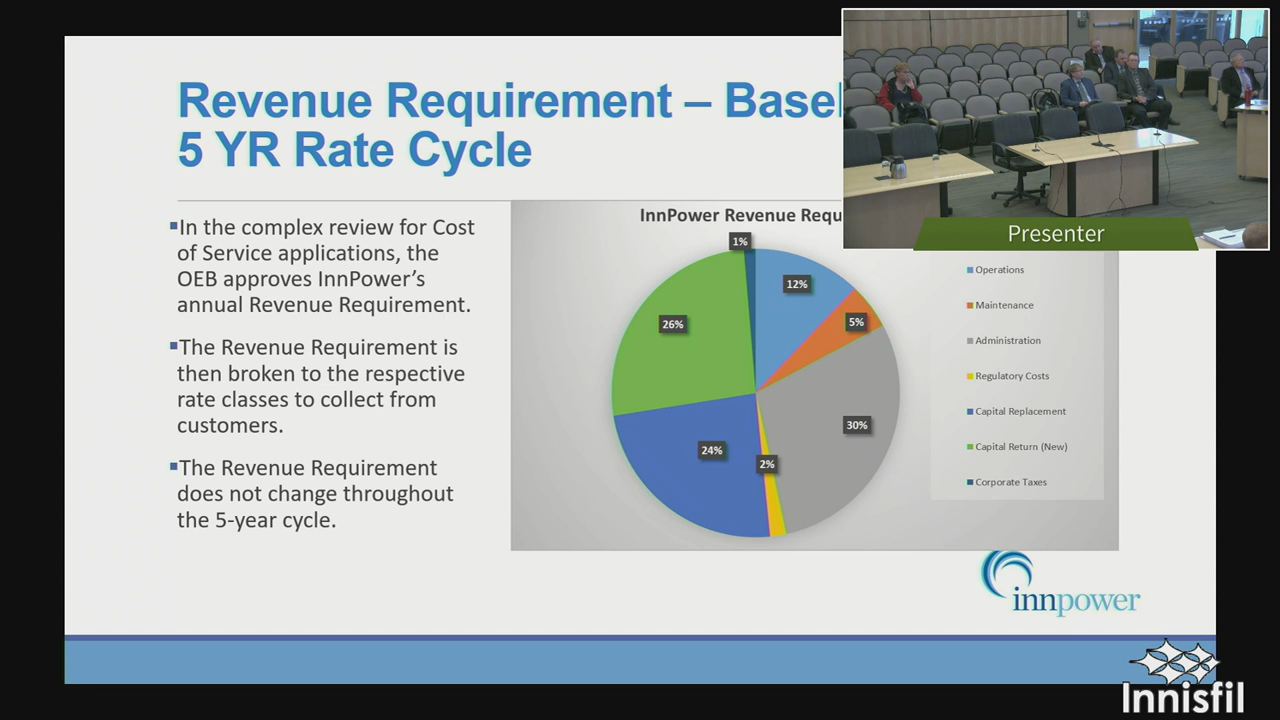 Revenue Requirement – Basel
5 YR Rate Cycle
▪In the complex review for Cost
of Service applications, the
OEB approves InnPower’s
annual Revenue Requirement.
▪The Revenue Requirement is
then broken to the respective
rate classes to collect from
customers.
▪The Revenue Requirement
does not change throughout
the 5-year cycle.
InnPower Revenue Requ
1%
12%
5%
26%
30%
24%
2%
Operations
Maintenance
Administration
Regulatory Costs
Capital Replacement
Capital Return (New)
Corporate Taxes
Presenter
innpower
Innisfil